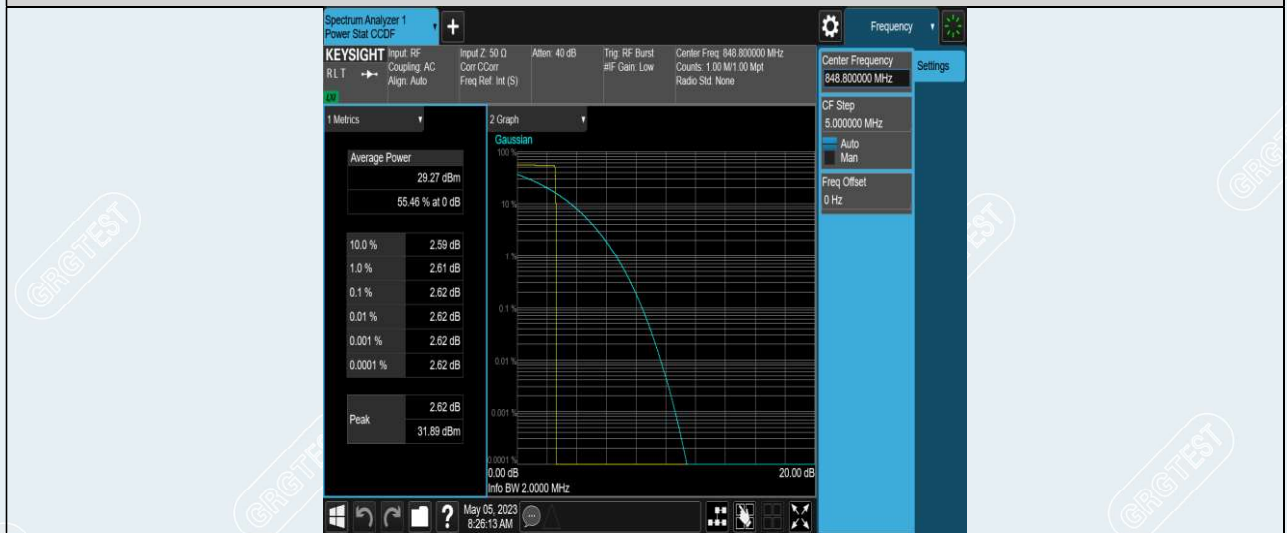 Spectrum Analyzer 1
Power Stat CCDF
+
Frequency
KEYSIGHT
RLT
LNI
Input: RF
Coupling: AC
Align: Auto
Input Z: 50 Ω
Corr CCorr
Freq Ref: Int (S)
Atten: 40 dB
Trig: RF Burst
#IF Gain: Low
Center Freq: 848.800000 MHz
Counts: 1.00 M/1.00 Mpt
Radio Std: None
Center Frequency
848.800000 MHz
Settings
CF Step
5.000000 MHz
Auto
Man
Freq Offset
0 Hz
1 Metrics
Average Power
29.27 dBm
55.46 % at 0 dB
10.0 % 2.59 dB
1.0 % 2.61 dB
0.1 % 2.62 dB
0.01 % 2.62 dB
0.001 % 2.62 dB
0.0001 % 2.62 dB
Peak
2.62 dB
31.89 dBm
2 Graph
Gaussian
100 %
10 %
1 %
0.1 %
0.01 %
0.001 %
0.0001 %
0.00 dB 20.00 dB
Info BW 2.0000 MHz
?
May 05, 2023
8:26:13 AM
GRGTEST
GRGTEST
GRGTEST
GRGTEST
GRGTEST
GRGTEST